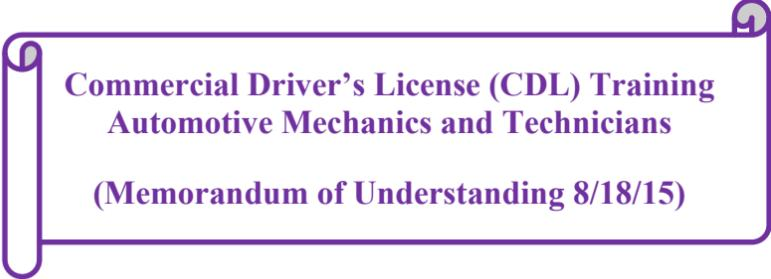 Commercial Driver’s License (CDL) Training
Automotive Mechanics and Technicians
(Memorandum of Understanding 8/18/15)